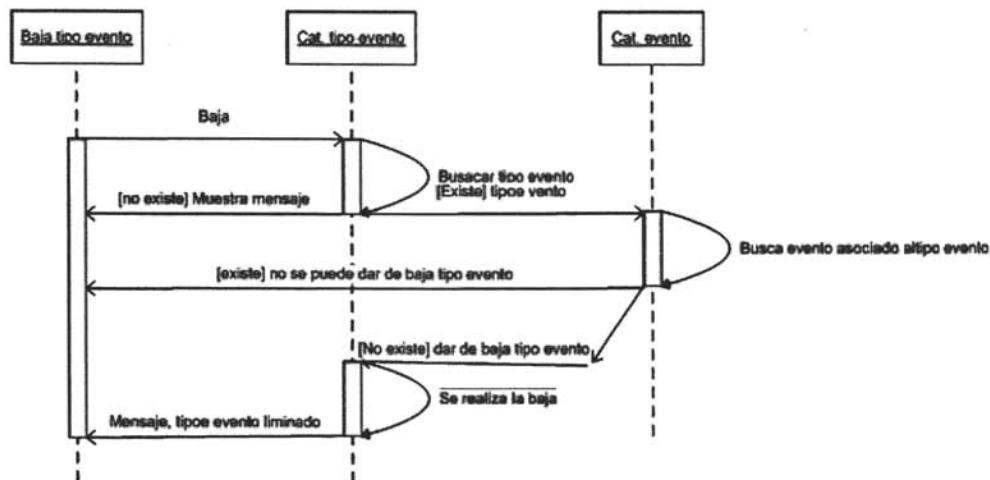 Baja tipo evento
Cat. tipo evento
Cat. evento
Baja
Busacar tipo evento
[Existe] tipoe vento
[no existe] Muestra mensaje
Busca evento asociado altipo evento
[existe] no se puede dar de baja tipo evento
[No existe] dar de baja tipo evento
Se realiza la baja
Mensaje, tipoe evento liminado